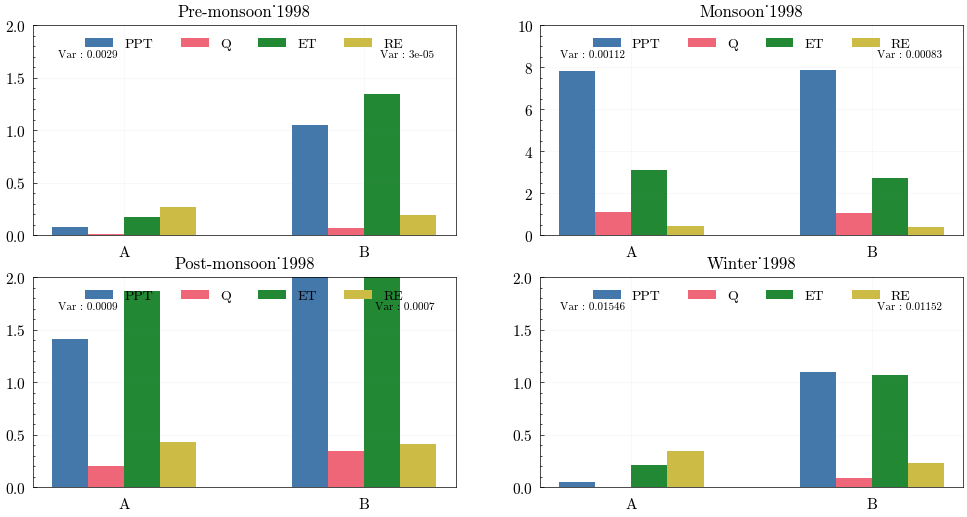 Pre-monsoon˙1998
2.0
1.5
1.0
0.5
0.0
PPT Q ET RE
Var : 0.0029 Var : 3e-05
A B
Monsoon˙1998
10
8
6
4
2
0
PPT Q ET RE
Var : 0.00112 Var : 0.00083
A B
Post-monsoon˙1998
2.0
1.5
1.0
0.5
0.0
PPT Q ET RE
Var : 0.0009 Var : 0.0007
A B
Winter˙1998
2.0
1.5
1.0
0.5
0.0
PPT Q ET RE
Var : 0.01546 Var : 0.01152
A B